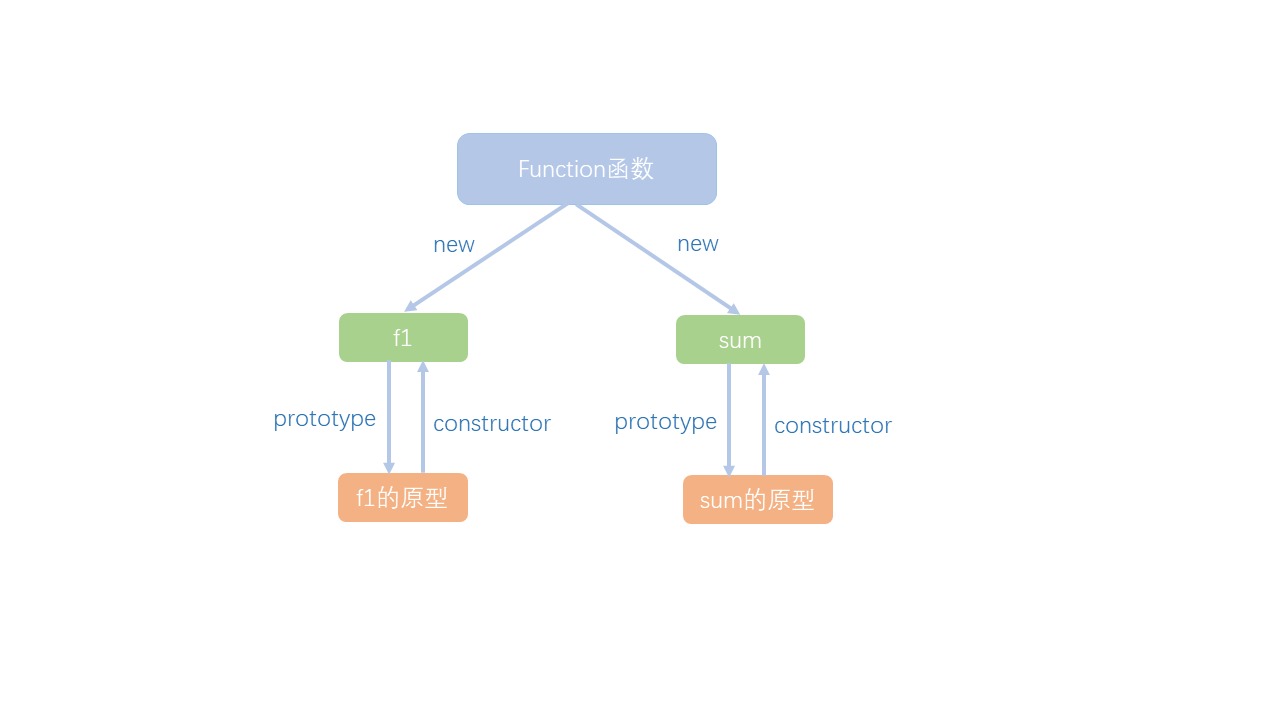 Function函数
new
new
f1
sum
prototype
constructor
prototype
constructor
f1的原型
sum的原型